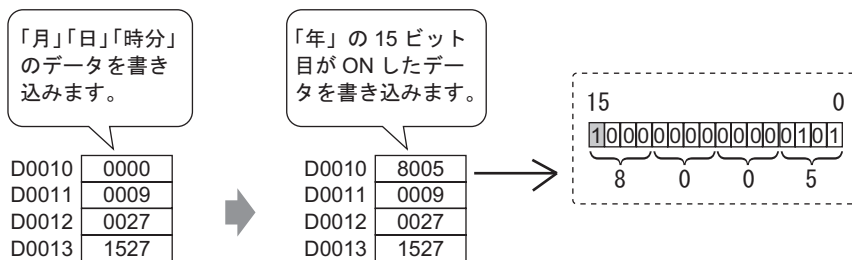 「月」「日」「時分」
のデータを書き
込みます。
「年」の 15 ビット
目が ON したデー
タを書き込みます。
D0010 0000
D0011 0009
D0012 0027
D0013 1527
D0010 8005
D0011 0009
D0012 0027
D0013 1527
15 0
1000000000000101
8 0 0 5